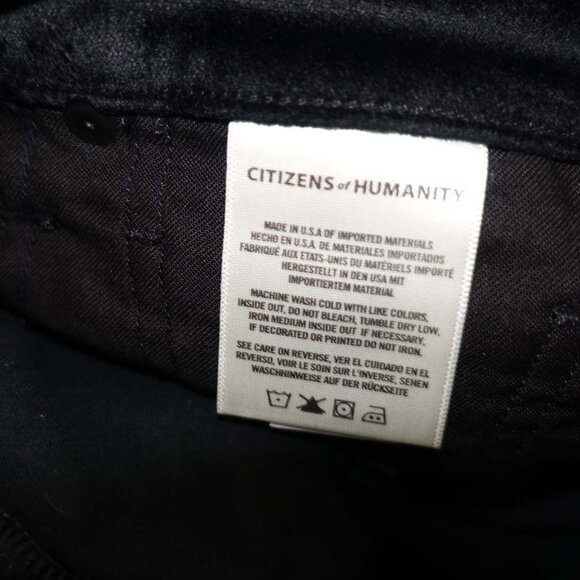 CITIZENS of HUMANITY
MADE IN U.S.A OF IMPORTED MATERIALS
HECHO EN U.S.A. DE MATERIALES IMPORTADOS
FABRIQUÉ AUX ETATS-UNIS DU MATÉRIELS IMPORTÉ
HERGESTELLT IN DEN USA MIT
IMPORTIERTEM MATERIAL
MACHINE WASH COLD WITH LIKE COLORS,
INSIDE OUT, DO NOT BLEACH, TUMBLE DRY LOW.
IRON MEDIUM INSIDE OUT IF NECESSARY,
IF DECORATED OR PRINTED DO NOT IRON.
SEE CARE ON REVERSE, VER EL CUIDADO EN EL
REVERSO, VOIR LE SOIN SUR L'INVERSE, SEHEN
WASCHHINWEISE AUF DER RÜCKSEITE